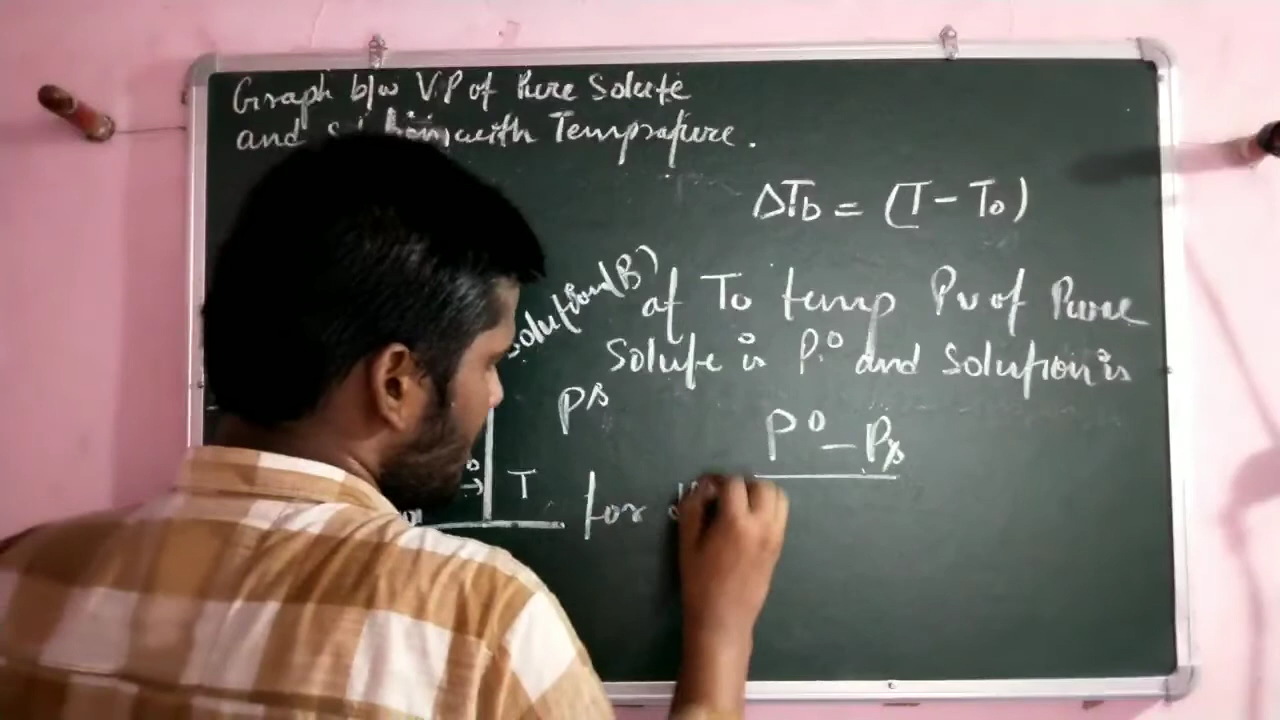 Graph b/w V.P of Pure Solute
and with Temprature.
ΔTb = (T - To)
Solution(B)
at To temp Pv of Pure
Solute is P.° and Solution is
Ps
P° - Ps
T
for